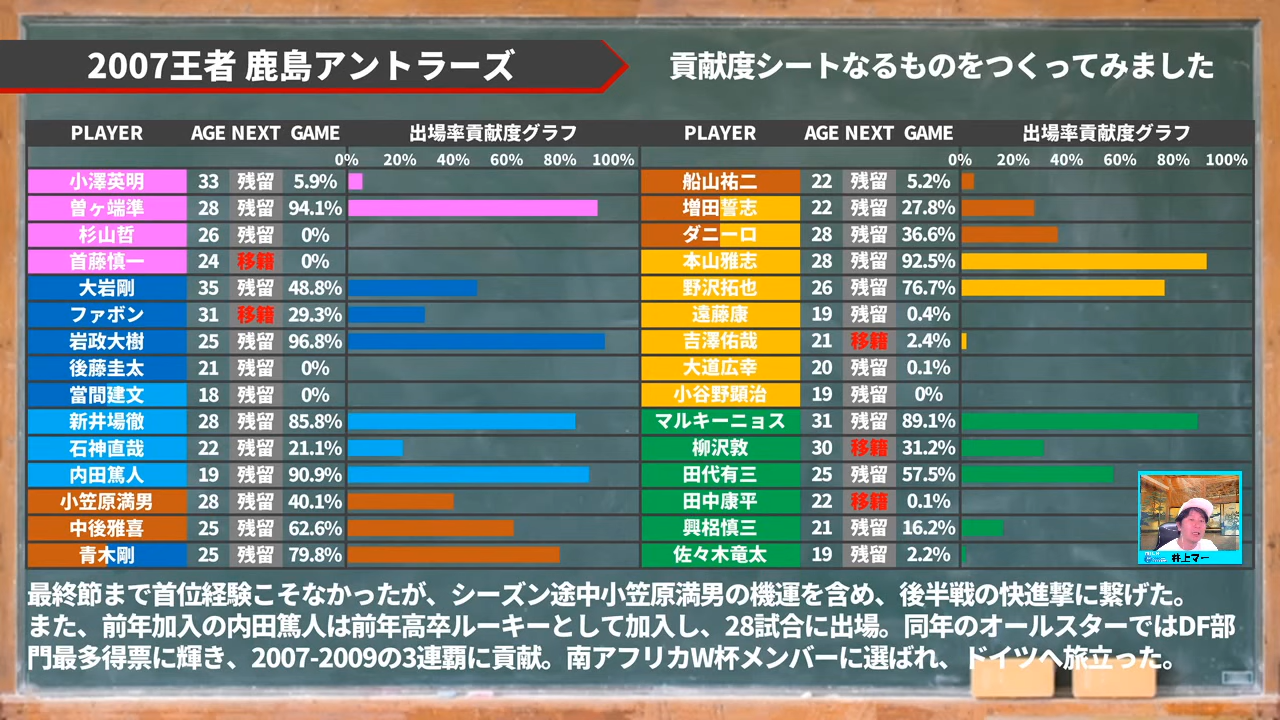 2007王者 鹿島アントラーズ
貢献度シートなるものをつくってみました
PLAYER AGE NEXT GAME 出場率貢献度グラフ
0% 20% 40% 60% 80% 100%
小澤英明 33 残留 5.9%
曽ヶ端準 28 残留 94.1%
杉山哲 26 残留 0%
首藤慎一 24 移籍 0%
大岩剛 35 残留 48.8%
ファボン 31 移籍 29.3%
岩政大樹 25 残留 96.8%
後藤圭太 21 残留 0%
當間建文 18 残留 0%
新井場徹 28 残留 85.8%
石神直哉 22 残留 21.1%
内田篤人 19 残留 90.9%
小笠原満男 28 残留 40.1%
中後雅喜 25 残留 62.6%
青木剛 25 残留 79.8%
PLAYER AGE NEXT GAME 出場率貢献度グラフ
0% 20% 40% 60% 80% 100%
船山祐二 22 残留 5.2%
増田誓志 22 残留 27.8%
ダニーロ 28 残留 36.6%
本山雅志 28 残留 92.5%
野沢拓也 26 残留 76.7%
遠藤康 19 残留 0.4%
吉澤佑哉 21 移籍 2.4%
大道広幸 20 残留 0.1%
小谷野顕治 19 残留 0%
マルキーニョス 31 残留 89.1%
柳沢敦 30 移籍 31.2%
田代有三 25 残留 57.5%
田中康平 22 移籍 0.1%
興梠慎三 21 残留 16.2%
佐々木竜太 19 残留 2.2%
井上マー
最終節まで首位経験こそなかったが、シーズン途中小笠原満男の機運を含め、後半戦の快進撃に繋げた。
また、前年加入の内田篤人は前年高卒ルーキーとして加入し、28試合に出場。同年のオールスターではDF部
門最多得票に輝き、2007-2009の3連覇に貢献。南アフリカW杯メンバーに選ばれ、ドイツへ旅立った。